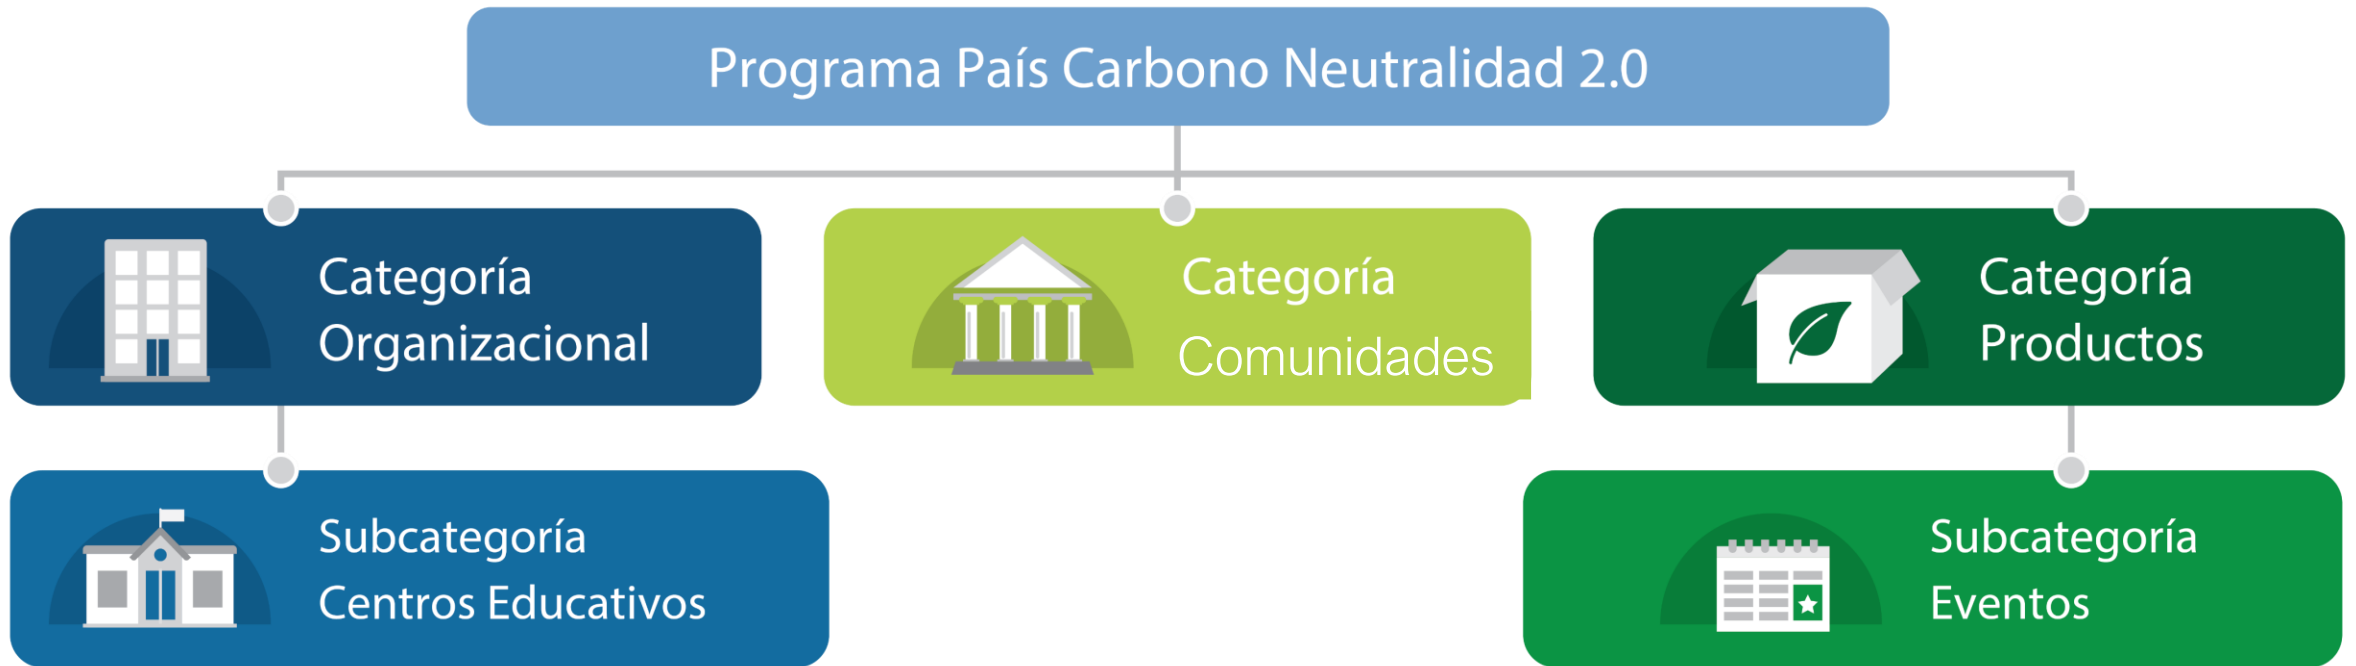 Programa País Carbono Neutralidad 2.0
Categoría
Organizacional
Categoría
Comunidades
Categoría
Productos
Subcategoría
Centros Educativos
Subcategoría
Eventos